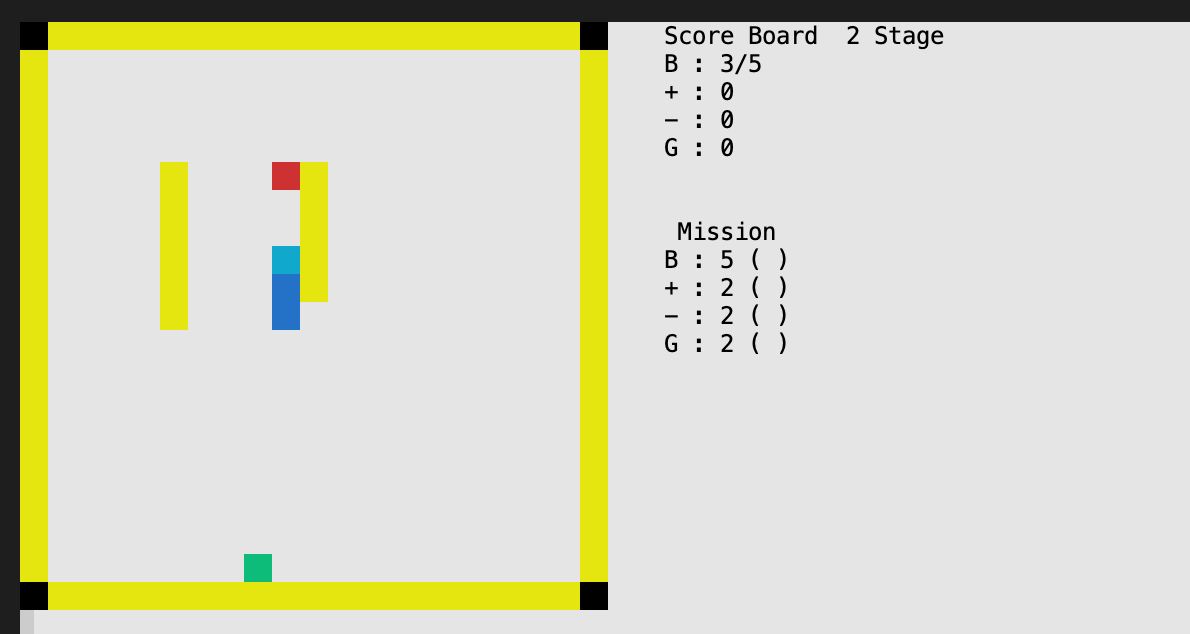 Score Board  2 Stage
B : 3/5
+ : 0
− : 0
G : 0
Mission
B : 5 ( )
+ : 2 ( )
− : 2 ( )
G : 2 ( )